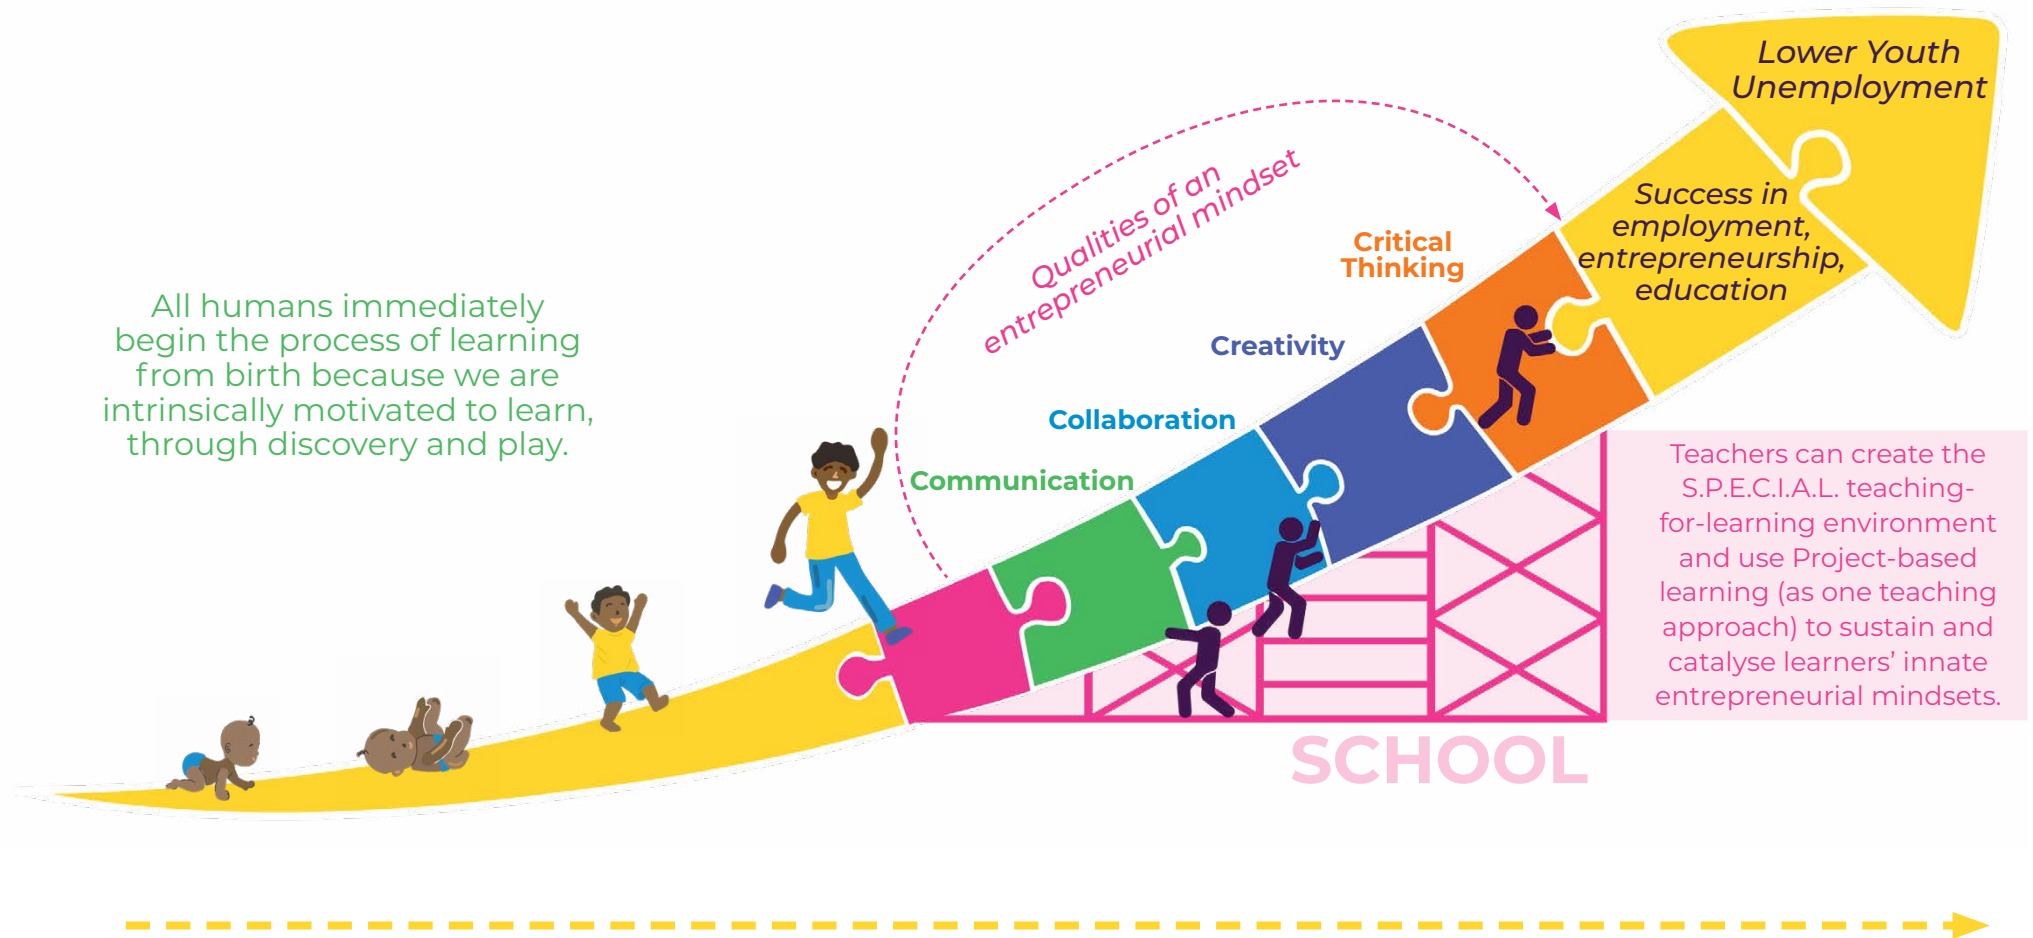 All humans immediately
begin the process of learning
from birth because we are
intrinsically motivated to learn,
through discovery and play.
Qualities of an
entrepreneurial mindset
Communication
Collaboration
Creativity
Critical
Thinking
Success in
employment,
entrepreneurship,
education
Lower Youth
Unemployment
Teachers can create the
S.P.E.C.I.A.L. teaching-
for-learning environment
and use Project-based
learning (as one teaching
approach) to sustain and
catalyse learners’ innate
entrepreneurial mindsets.
SCHOOL